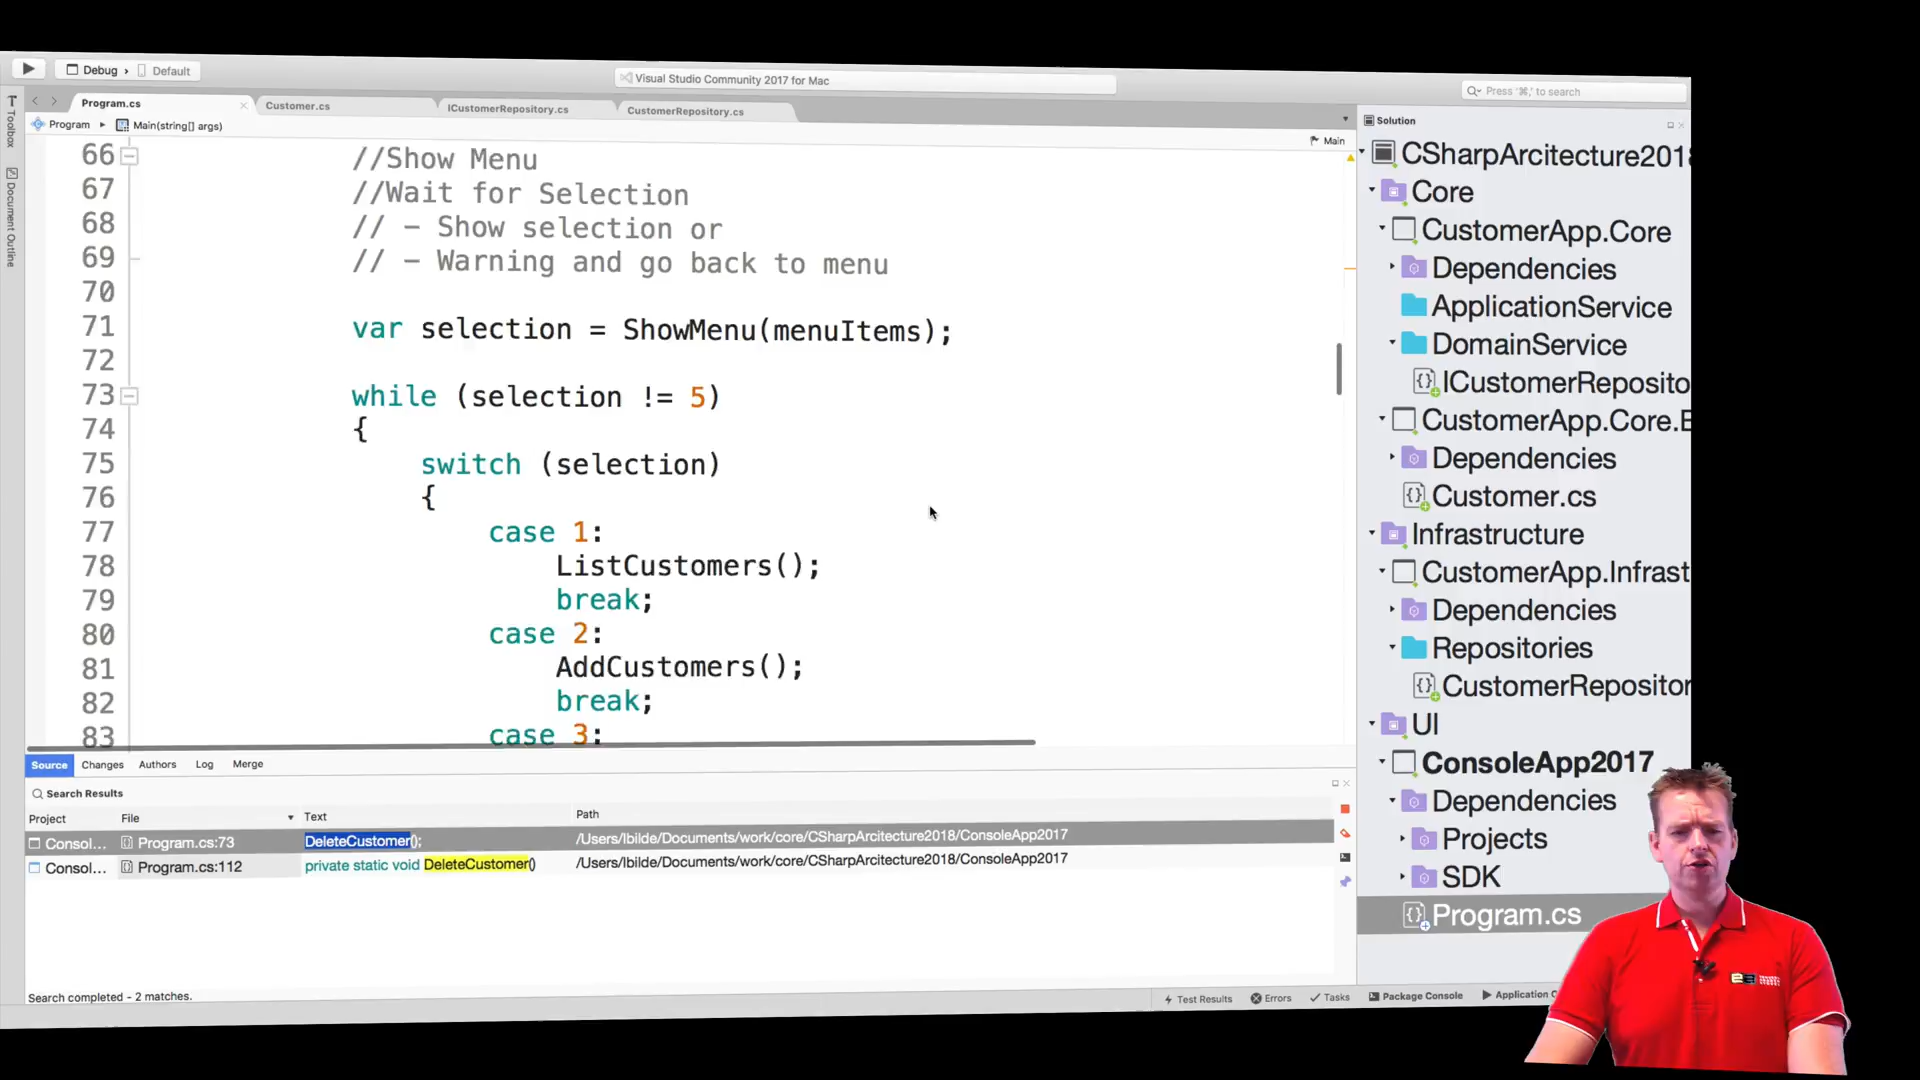 Debug › Default
Visual Studio Community 2017 for Mac
Press '⌘,' to search
Program.cs
Customer.cs
ICustomerRepository.cs
CustomerRepository.cs
Program ▸ Main(string[] args)
Main
Toolbox
Document Outline
66 //Show Menu
67 //Wait for Selection
68 // – Show selection or
69 // – Warning and go back to menu
70
71 var selection = ShowMenu(menuItems);
72
73 while (selection != 5)
74 {
75 switch (selection)
76 {
77 case 1:
78 ListCustomers();
79 break;
80 case 2:
81 AddCustomers();
82 break;
83 case 3:
Source Changes Authors Log Merge
Search Results
Project File Text Path
Consol... Program.cs:73 DeleteCustomer(); /Users/lbilde/Documents/work/core/CSharpArcitecture2018/ConsoleApp2017
Consol... Program.cs:112 private static void DeleteCustomer() /Users/lbilde/Documents/work/core/CSharpArcitecture2018/ConsoleApp2017
Search completed - 2 matches.
Test Results Errors Tasks Package Console Application
Solution
CSharpArcitecture201
Core
CustomerApp.Core
Dependencies
ApplicationService
DomainService
ICustomerReposito
CustomerApp.Core.E
Dependencies
Customer.cs
Infrastructure
CustomerApp.Infrast
Dependencies
Repositories
CustomerRepositor
UI
ConsoleApp2017
Dependencies
Projects
SDK
Program.cs